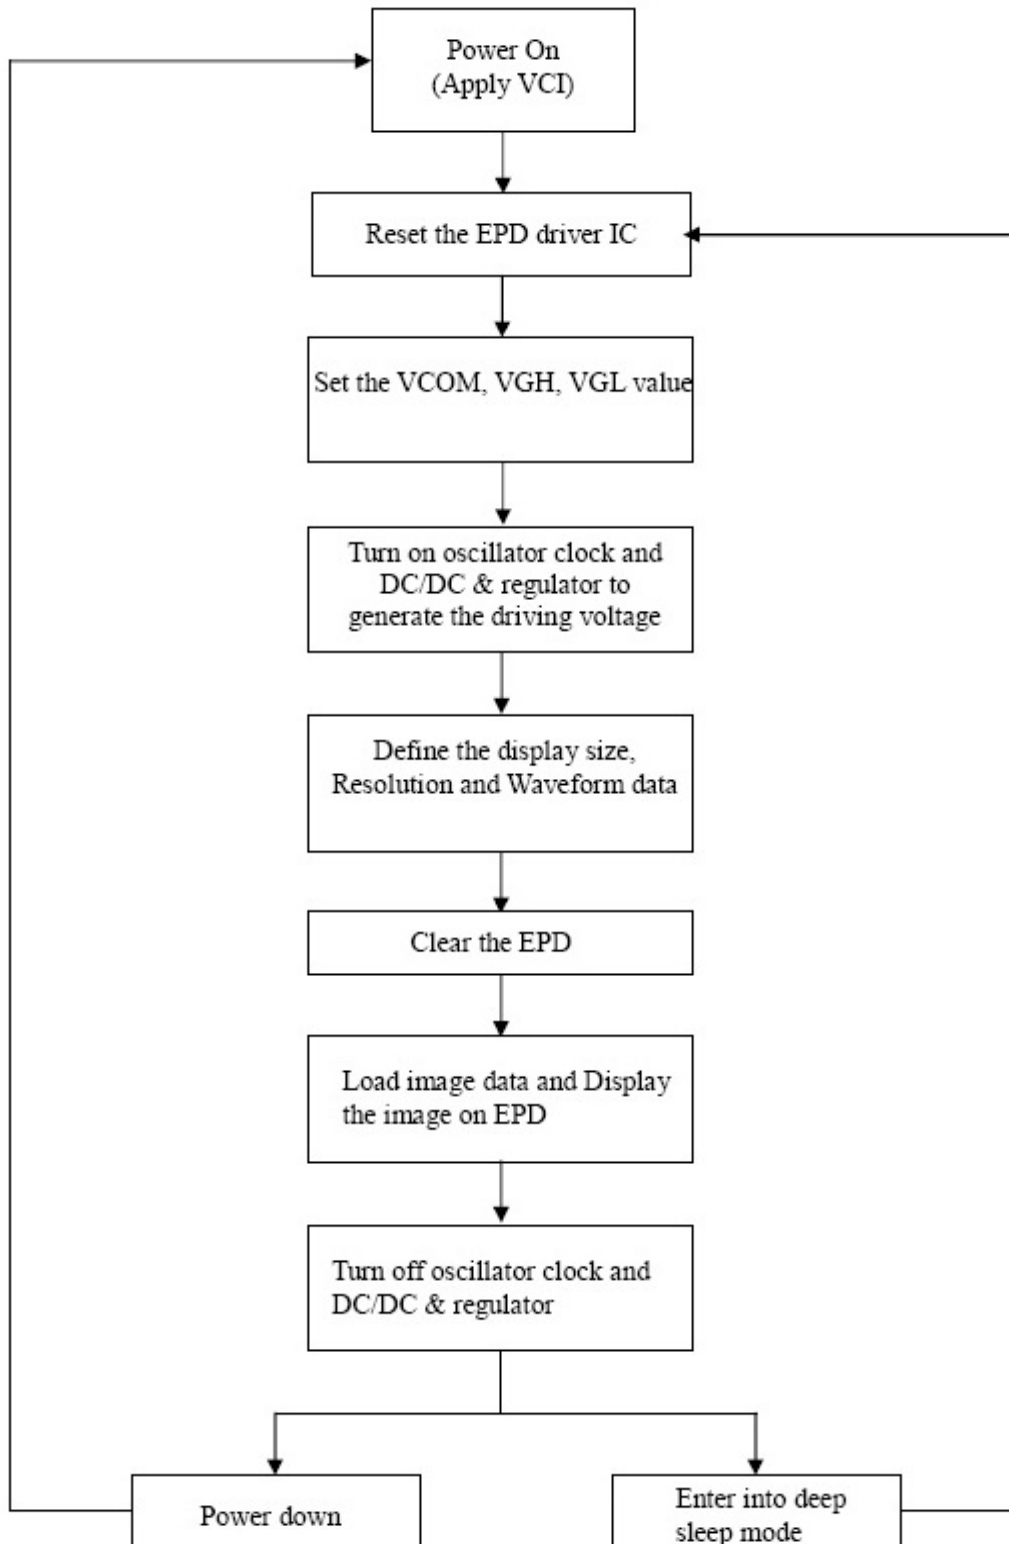 Power On
(Apply VCI)
Reset the EPD driver IC
Set the VCOM, VGH, VGL value
Turn on oscillator clock and
DC/DC & regulator to
generate the driving voltage
Define the display size,
Resolution and Waveform data
Clear the EPD
Load image data and Display
the image on EPD
Turn off oscillator clock and
DC/DC & regulator
Power down
Enter into deep
sleep mode